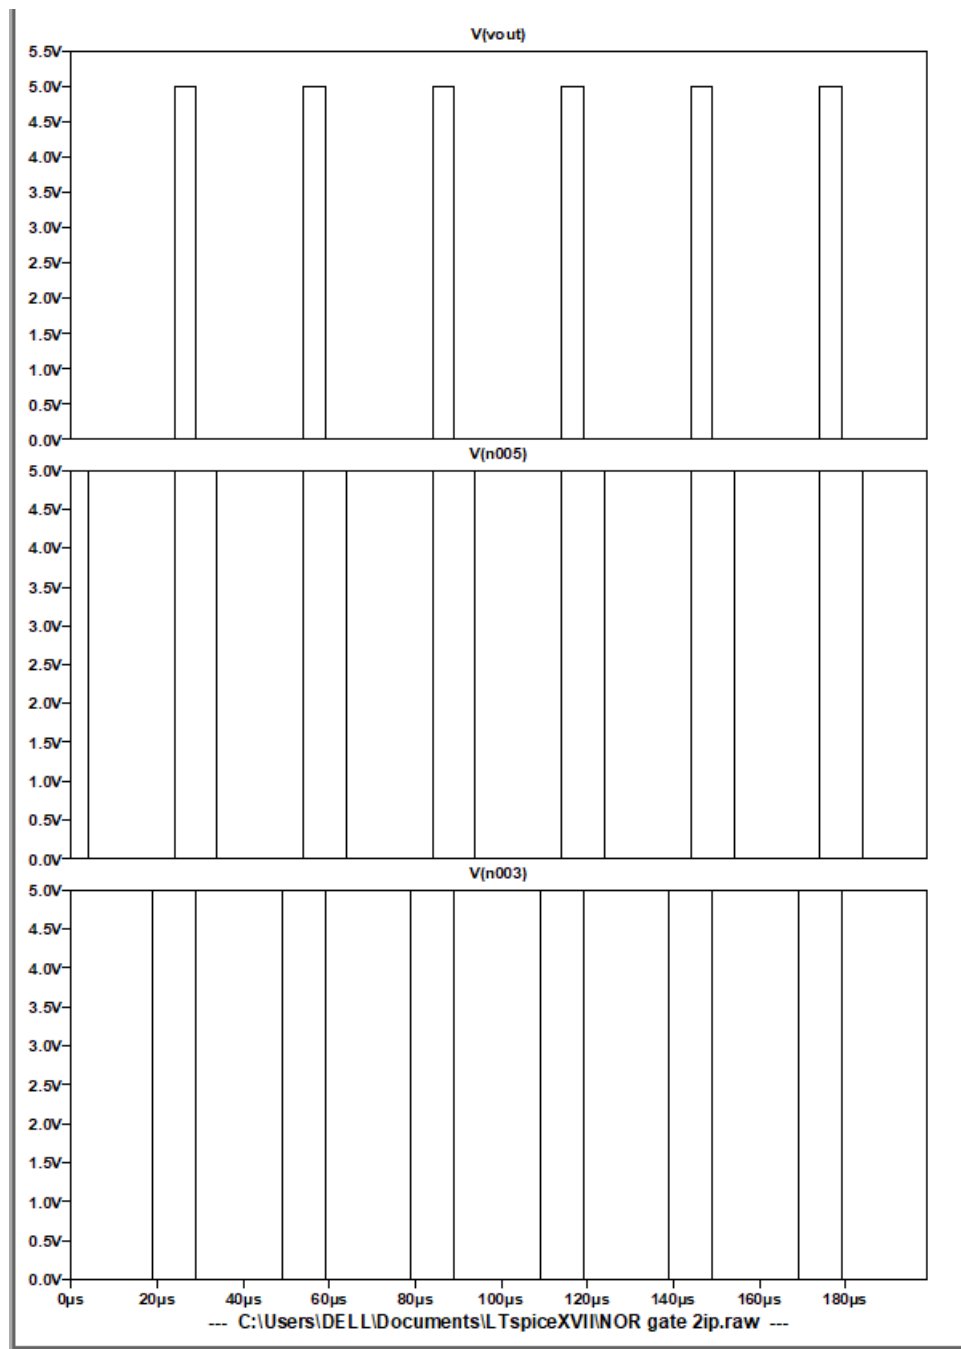 V(vout)
5.5V
5.0V
4.5V
4.0V
3.5V
3.0V
2.5V
2.0V
1.5V
1.0V
0.5V
0.0V
V(n005)
5.0V
4.5V
4.0V
3.5V
3.0V
2.5V
2.0V
1.5V
1.0V
0.5V
0.0V
V(n003)
5.0V
4.5V
4.0V
3.5V
3.0V
2.5V
2.0V
1.5V
1.0V
0.5V
0.0V
0µs 20µs 40µs 60µs 80µs 100µs 120µs 140µs 160µs 180µs
--- C:\Users\DELL\Documents\LTspiceXVII\NOR gate 2ip.raw ---